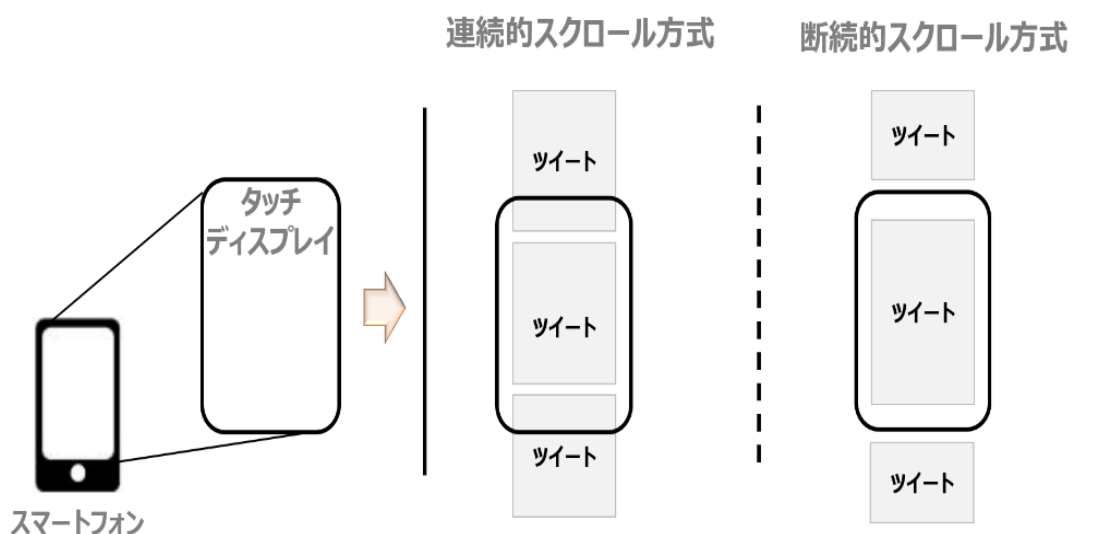 連続的スクロール方式
断続的スクロール方式
タッチ
ディスプレイ
スマートフォン
ツイート
ツイート
ツイート
ツイート
ツイート
ツイート